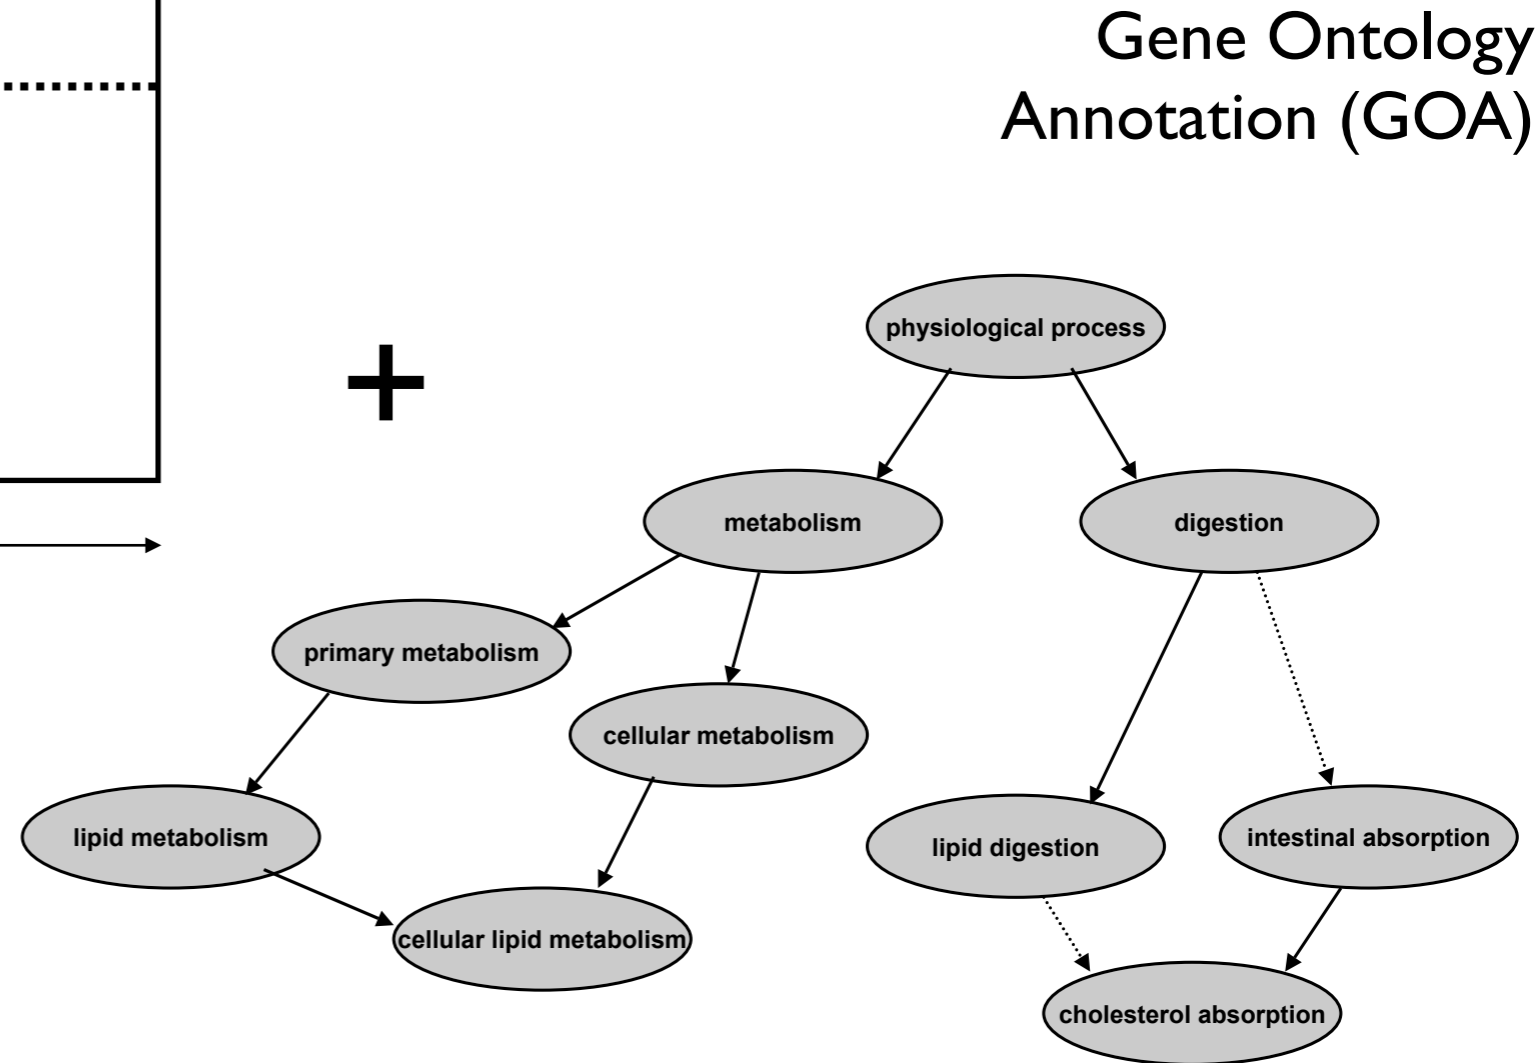 Gene Ontology
Annotation (GOA)
physiological process
+
metabolism
digestion
primary metabolism
cellular metabolism
lipid metabolism
lipid digestion
intestinal absorption
cellular lipid metabolism
cholesterol absorption